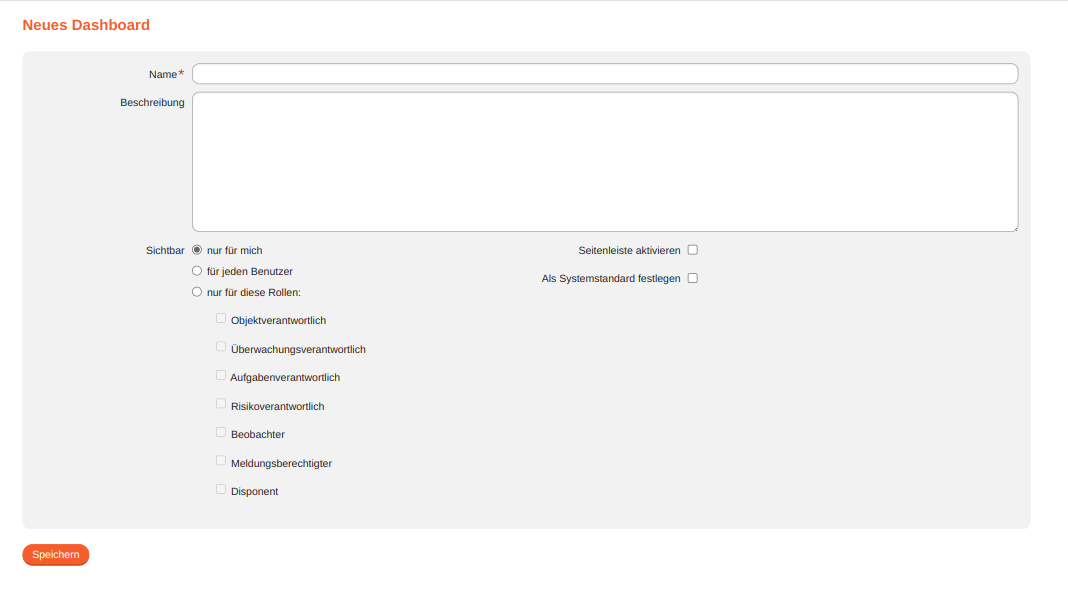 Neues Dashboard
Name*
Beschreibung
Sichtbar nur für mich Seitenleiste aktivieren
für jeden Benutzer
Als Systemstandard festlegen
nur für diese Rollen:
Objektverantwortlich
Überwachungsverantwortlich
Aufgabenverantwortlich
Risikoverantwortlich
Beobachter
Meldungsberechtigter
Disponent
Speichern